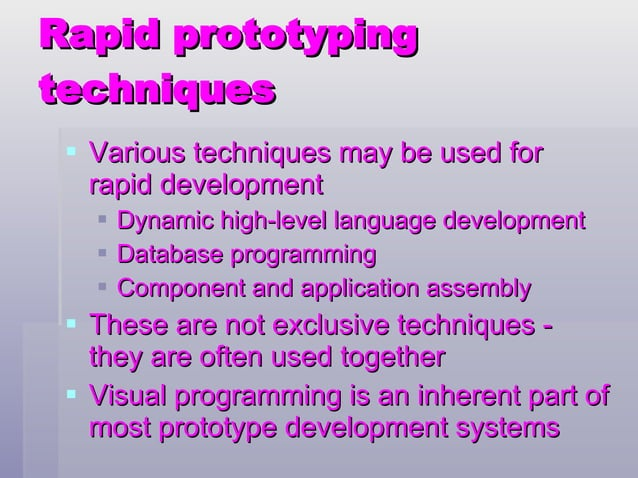 Rapid prototyping
techniques
Various techniques may be used for
rapid development
Dynamic high-level language development
Database programming
Component and application assembly
These are not exclusive techniques -
they are often used together
Visual programming is an inherent part of
most prototype development systems